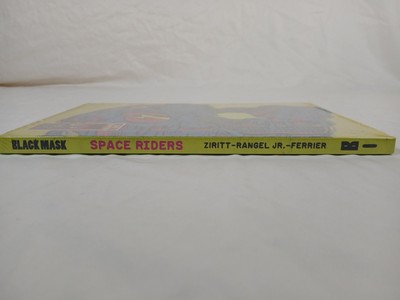 BLACK MASK SPACE RIDERS ZIRITT-RANGEL JR.-FERRIER